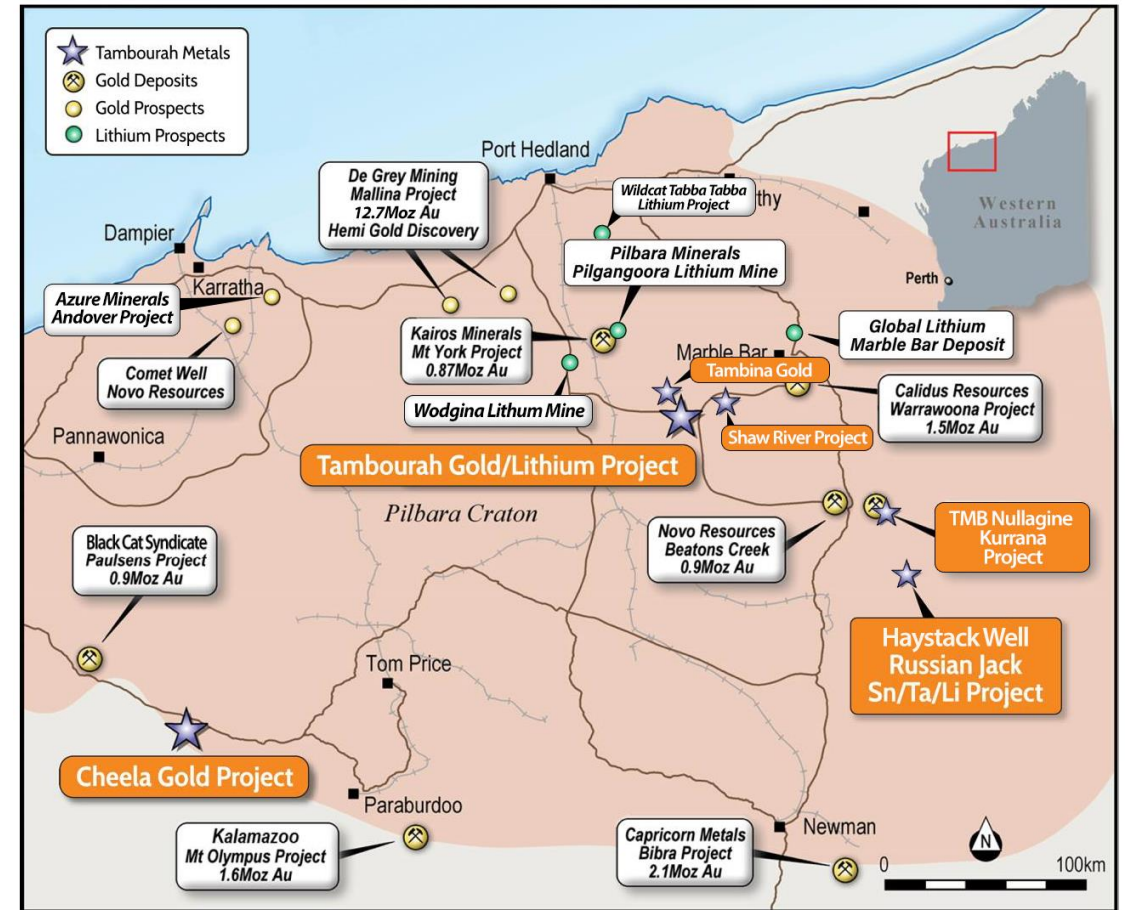 Tambourah Metals
Gold Deposits
Gold Prospects
Lithium Prospects
Western
Australia
Perth
Port Hedland
De Grey Mining
Mallina Project
12.7Moz Au
Hemi Gold Discovery
Wildcat Tabba Tabba
Lithium Project
thy
Dampier
Karratha
Pilbara Minerals
Pilgangoora Lithium Mine
Azure Minerals
Andover Project
Kairos Minerals
Mt York Project
0.87Moz Au
Global Lithium
Marble Bar Deposit
Marble Bar
Tambina Gold
Comet Well
Novo Resources
Wodgina Lithum Mine
Calidus Resources
Warrawoona Project
1.5Moz Au
Shaw River Project
Pannawonica
Tambourah Gold/Lithium Project
Pilbara Craton
Novo Resources
Beatons Creek
0.9Moz Au
TMB Nullagine
Kurrana
Project
Black Cat Syndicate
Paulsens Project
0.9Moz Au
Haystack Well
Russian Jack
Sn/Ta/Li Project
Tom Price
Cheela Gold Project
Paraburdoo
Kalamazoo
Mt Olympus Project
1.6Moz Au
Capricorn Metals
Bibra Project
2.1Moz Au
Newman
N
0
100km